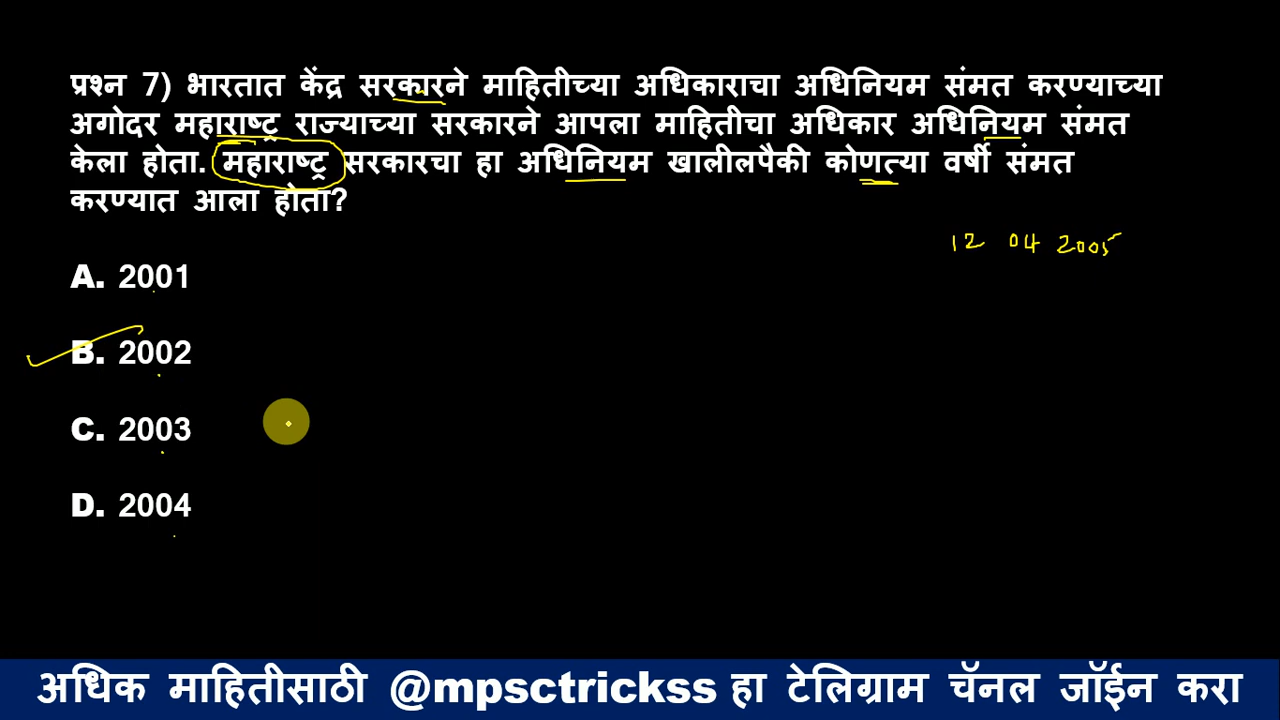 प्रश्न 7) भारतात केंद्र सरकारने माहितीच्या अधिकाराचा अधिनियम संमत करण्याच्या
अगोदर महाराष्ट्र राज्याच्या सरकारने आपला माहितीचा अधिकार अधिनियम संमत
केला होता. महाराष्ट्र सरकारचा हा अधिनियम खालीलपैकी कोणत्या वर्षी संमत
करण्यात आला होता?
12 04 2005
A. 2001
B. 2002
C. 2003
D. 2004
अधिक माहितीसाठी @mpsctrickss हा टेलिग्राम चॅनल जॉईन करा